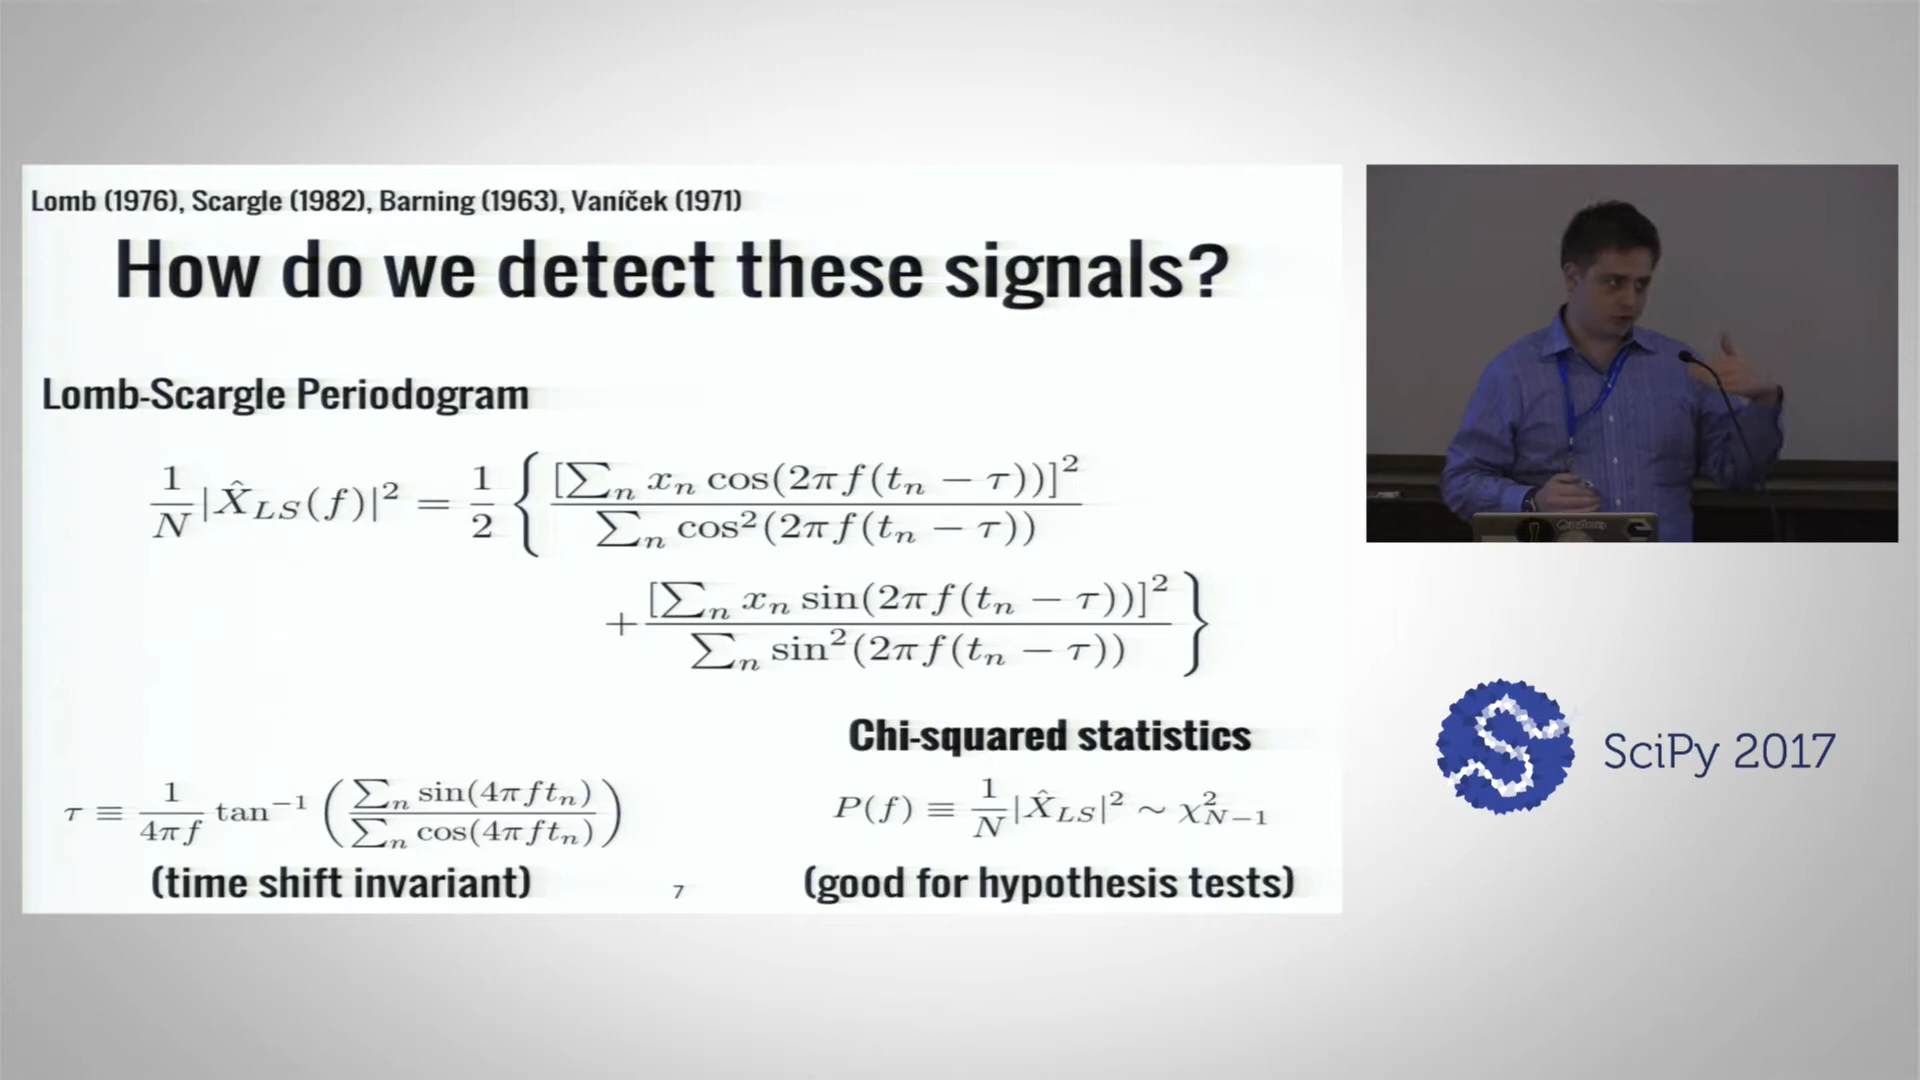 Lomb (1976), Scargle (1982), Barning (1963), Vaníček (1971)
How do we detect these signals?
Lomb-Scargle Periodogram
\frac{1}{N}|\hat{X}_{LS}(f)|^2 = \frac{1}{2} \left\{ \frac{[\sum_n x_n \cos(2\pi f(t_n - \tau))]^2}{\sum_n \cos^2(2\pi f(t_n - \tau))}
+ \frac{[\sum_n x_n \sin(2\pi f(t_n - \tau))]^2}{\sum_n \sin^2(2\pi f(t_n - \tau))} \right\}
\tau \equiv \frac{1}{4\pi f} \tan^{-1} \left( \frac{\sum_n \sin(4\pi f t_n)}{\sum_n \cos(4\pi f t_n)} \right)
(time shift invariant)
7
Chi-squared statistics
P(f) \equiv \frac{1}{N}|\hat{X}_{LS}|^2 \sim \chi^2_{N-1}
(good for hypothesis tests)
SciPy 2017